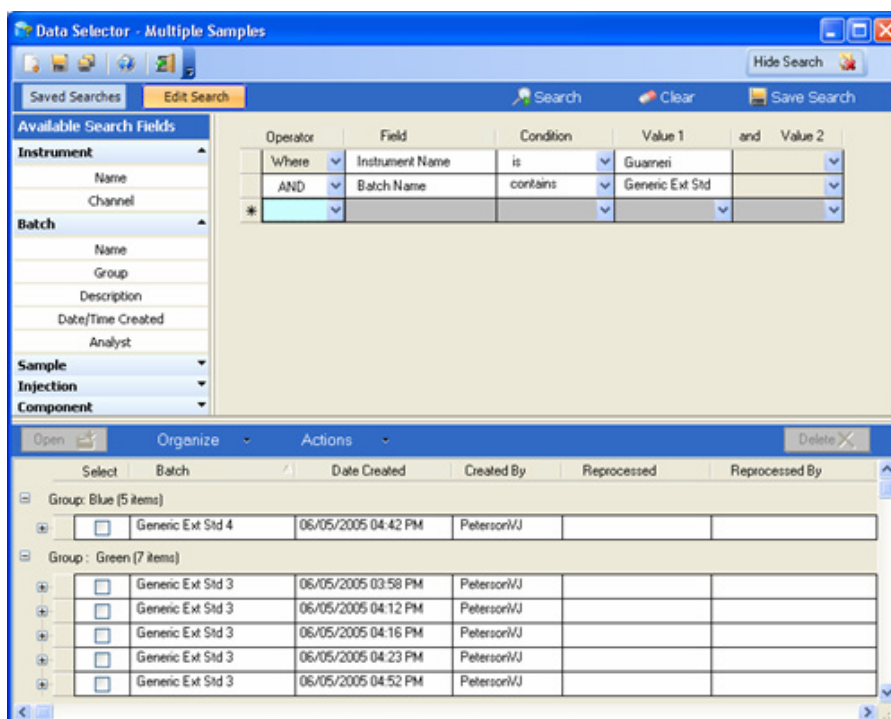 Data Selector - Multiple Samples
Hide Search
Saved Searches Edit Search Search Clear Save Search
Available Search Fields
Instrument
Name
Channel
Batch
Name
Group
Description
Date/Time Created
Analyst
Sample
Injection
Component
Operator Field Condition Value 1 and Value 2
Where Instrument Name is Guarneri
AND Batch Name contains Generic Ext Std
Open Organize Actions Delete
Select Batch Date Created Created By Reprocessed Reprocessed By
Group: Blue (5 items)
Generic Ext Std 4 06/05/2005 04:42 PM PetersonVJ
Group : Green (7 items)
Generic Ext Std 3 06/05/2005 03:58 PM PetersonVJ
Generic Ext Std 3 06/05/2005 04:12 PM PetersonVJ
Generic Ext Std 3 06/05/2005 04:16 PM PetersonVJ
Generic Ext Std 3 06/05/2005 04:23 PM PetersonVJ
Generic Ext Std 3 06/05/2005 04:52 PM PetersonVJ